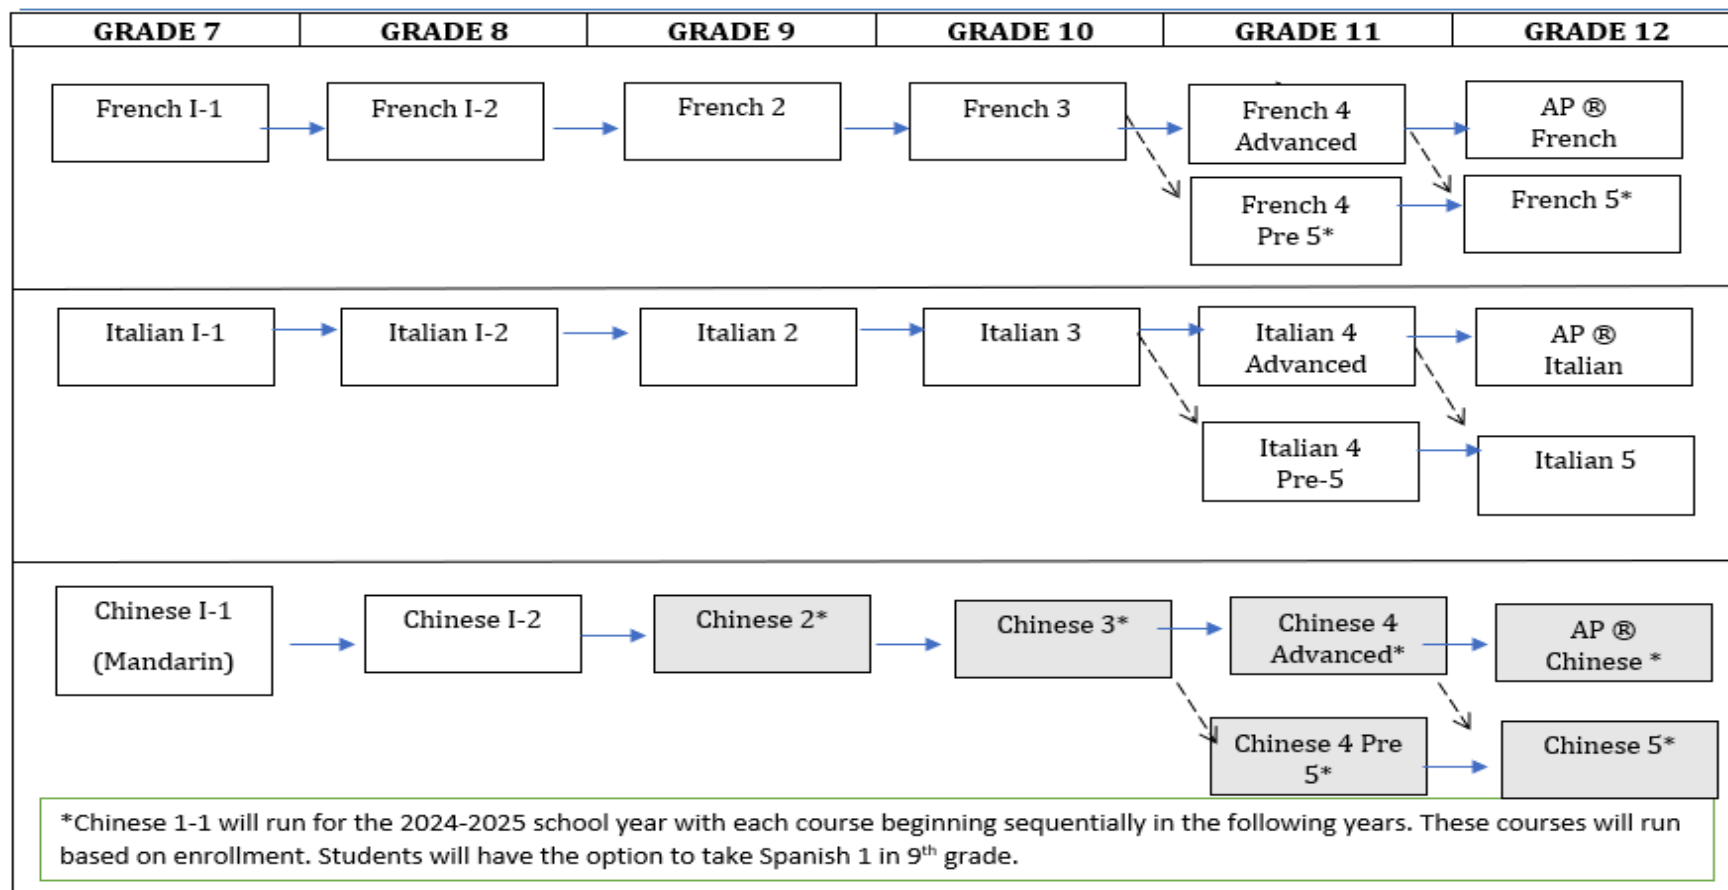 GRADE 7 GRADE 8 GRADE 9 GRADE 10 GRADE 11 GRADE 12
French I-1
French I-2
French 2
French 3
French 4
Advanced
AP ®
French
French 4
Pre 5*
French 5*
Italian I-1
Italian I-2
Italian 2
Italian 3
Italian 4
Advanced
AP ®
Italian
Italian 4
Pre-5
Italian 5
Chinese I-1
(Mandarin)
Chinese I-2
Chinese 2*
Chinese 3*
Chinese 4
Advanced*
AP ®
Chinese *
Chinese 4 Pre
5*
Chinese 5*
*Chinese 1-1 will run for the 2024-2025 school year with each course beginning sequentially in the following years. These courses will run
based on enrollment. Students will have the option to take Spanish 1 in 9th grade.